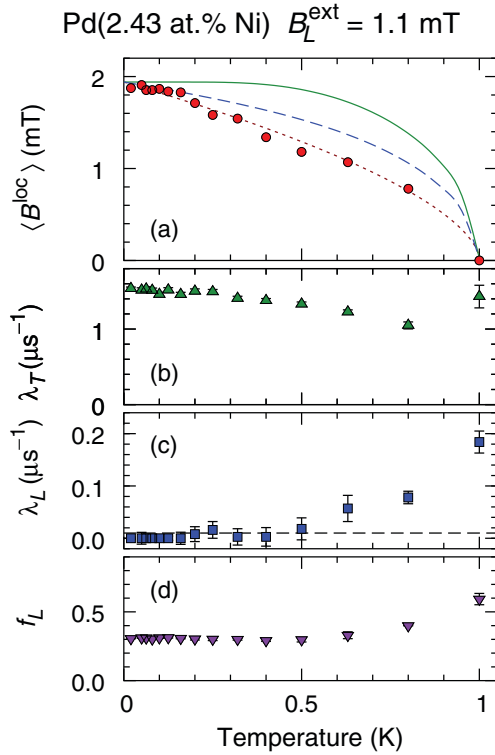 Pd(2.43 at.% Ni) B_L^ext = 1.1 mT
2
1
0
⟨B^loc⟩ (mT)
(a)
1
0
λ_T (μs⁻¹)
(b)
0.2
0.1
0.0
λ_L (μs⁻¹)
(c)
0.5
0.0
f_L
(d)
0 0.5 1
Temperature (K)